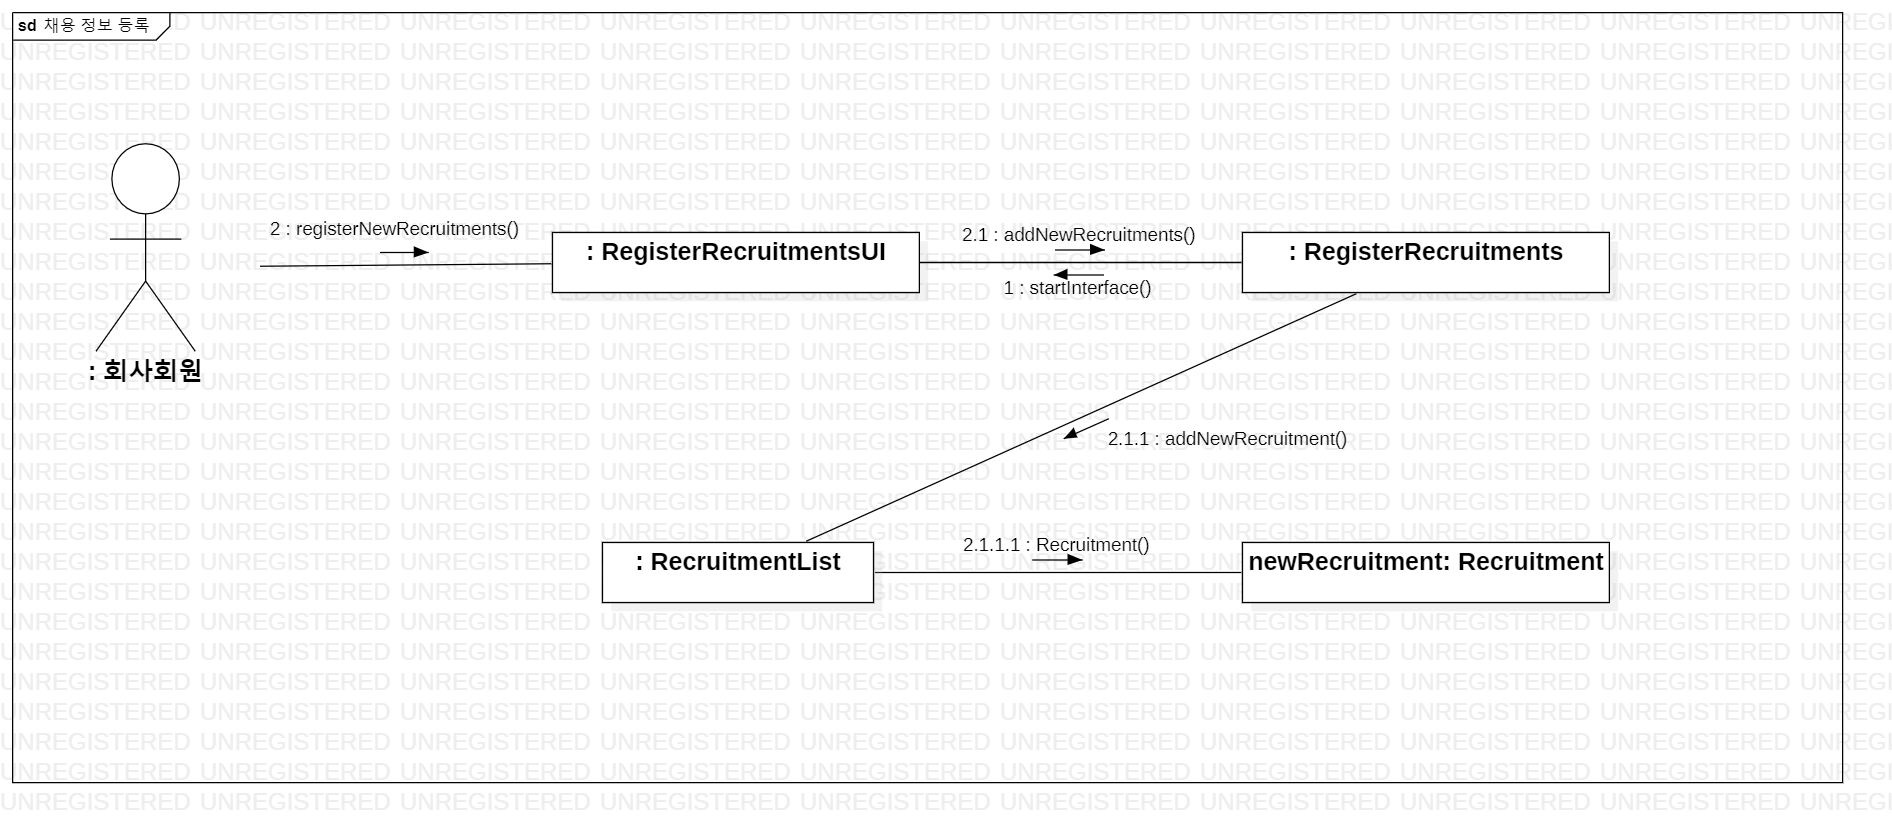 sd 채용 정보 등록
2 : registerNewRecruitments()
: RegisterRecruitmentsUI
2.1 : addNewRecruitments()
1 : startInterface()
: RegisterRecruitments
: 회사회원
2.1.1 : addNewRecruitment()
: RecruitmentList
2.1.1.1 : Recruitment()
newRecruitment: Recruitment
UNREGISTERED